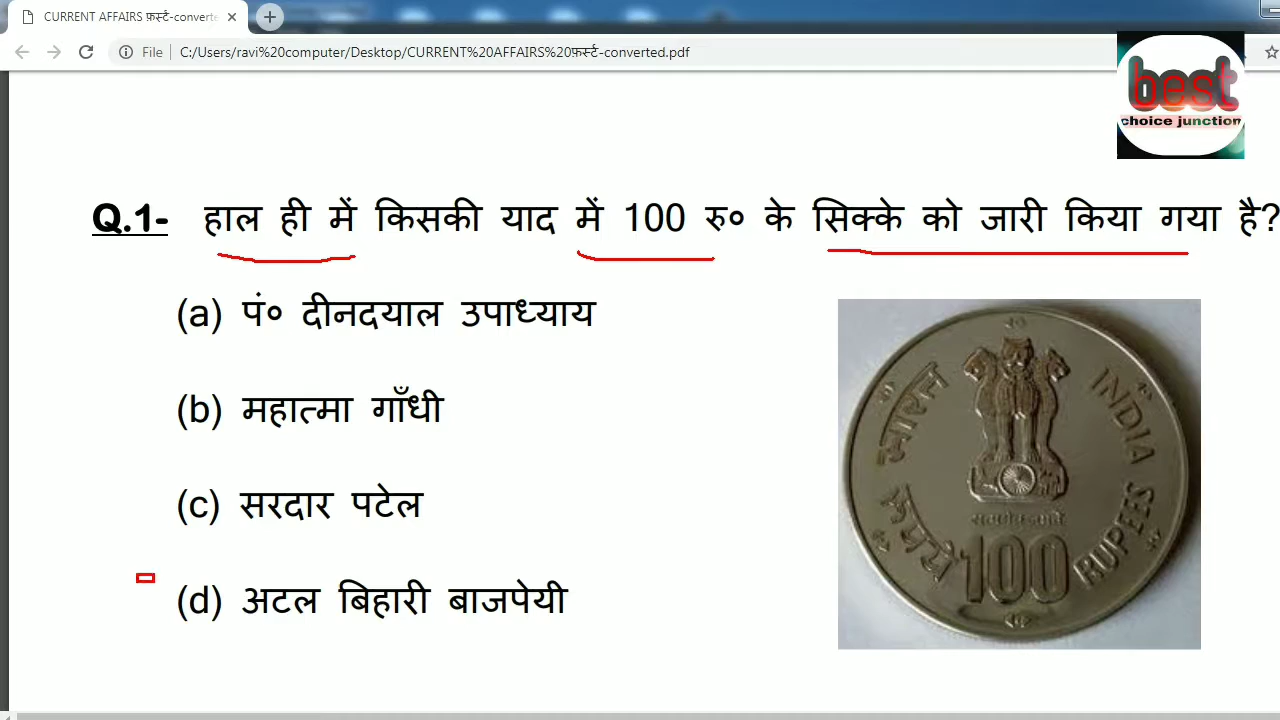 CURRENT AFFAIRS फ़र्स्ट-converte
File C:/Users/ravi%20computer/Desktop/CURRENT%20AFFAIRS%20फ़र्स्ट-converted.pdf
best
choice junction
Q.1- हाल ही में किसकी याद में 100 रु० के सिक्के को जारी किया गया है?
(a) पं० दीनदयाल उपाध्याय
(b) महात्मा गाँधी
(c) सरदार पटेल
(d) अटल बिहारी बाजपेयी
भारत
INDIA
सत्यमेव जयते
रुपये
100
RUPEES